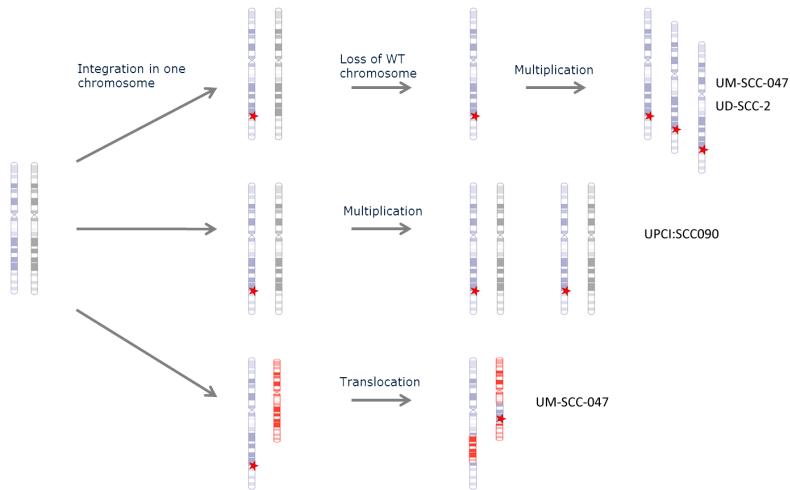 Integration in one
chromosome
Loss of WT
chromosome
Multiplication
UM-SCC-047
UD-SCC-2
Multiplication
UPCI:SCC090
Translocation
UM-SCC-047